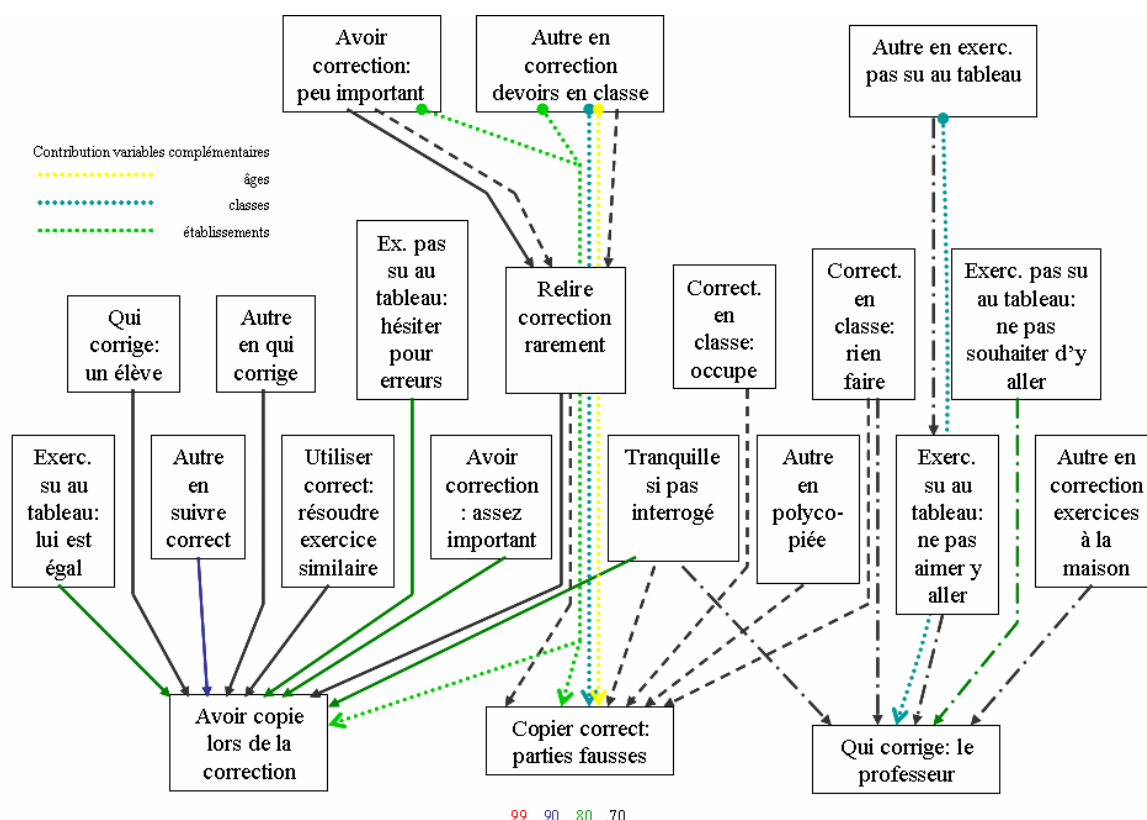 Avoir
correction:
peu important
Autre en
correction
devoirs en classe
Autre en exerc.
pas su au tableau
Contribution variables complémentaires
âges
classes
établissements
Ex. pas
su au
tableau:
hésiter
pour
erreurs
Relire
correction
rarement
Correct.
en
classe:
occupe
Correct.
en
classe:
rien
faire
Exerc. pas su
au tableau:
ne pas
souhaiter d’y
aller
Qui
corrige:
un élève
Autre
en qui
corrige
Exerc.
su au
tableau:
lui est
égal
Autre
en
suivre
correct
Utiliser
correct:
résoudre
exercice
similaire
Avoir
correction
: assez
important
Tranquille
si pas
interrogé
Autre
en
polyco-
piée
Exerc.
su au
tableau:
ne pas
aimer y
aller
Autre en
correction
exercices
à la
maison
Avoir copie
lors de la
correction
Copier correct:
parties fausses
Qui corrige: le
professeur
.99 .90 .80 .70